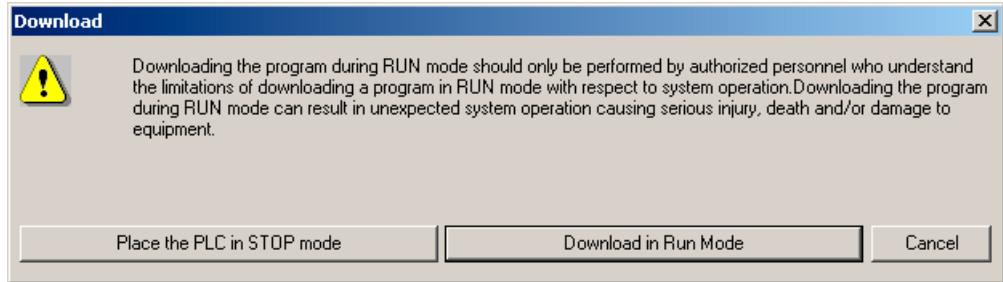 Download
Downloading the program during RUN mode should only be performed by authorized personnel who understand
the limitations of downloading a program in RUN mode with respect to system operation.Downloading the program
during RUN mode can result in unexpected system operation causing serious injury, death and/or damage to
equipment.
Place the PLC in STOP mode
Download in Run Mode
Cancel